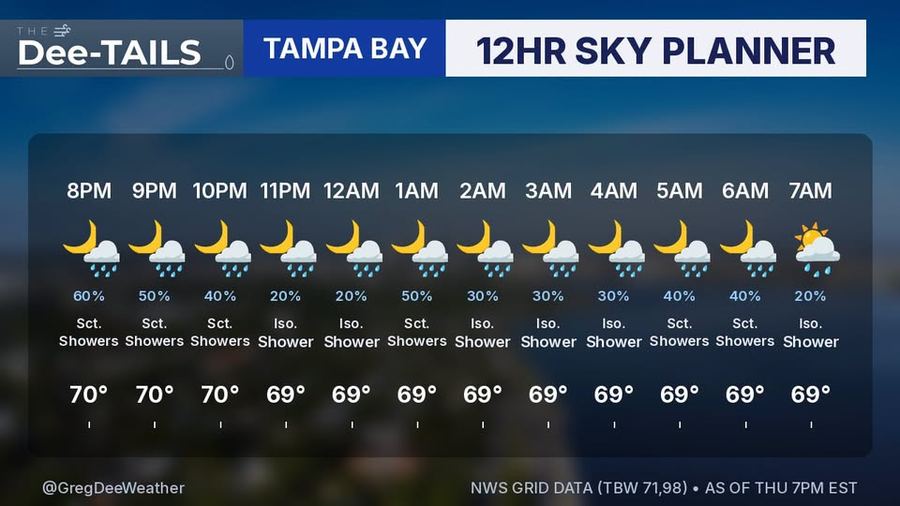 THE
Dee-TAILS
TAMPA BAY
12HR SKY PLANNER
8PM 9PM 10PM 11PM 12AM 1AM 2AM 3AM 4AM 5AM 6AM 7AM
60% 50% 40% 20% 20% 50% 30% 30% 30% 40% 40% 20%
Sct. Sct. Sct. Iso. Iso. Sct. Iso. Iso. Iso. Sct. Sct. Iso.
Showers Showers Showers Shower Shower Showers Shower Shower Shower Showers Showers Shower
70° 70° 70° 69° 69° 69° 69° 69° 69° 69° 69° 69°
@GregDeeWeather
NWS GRID DATA (TBW 71,98) • AS OF THU 7PM EST